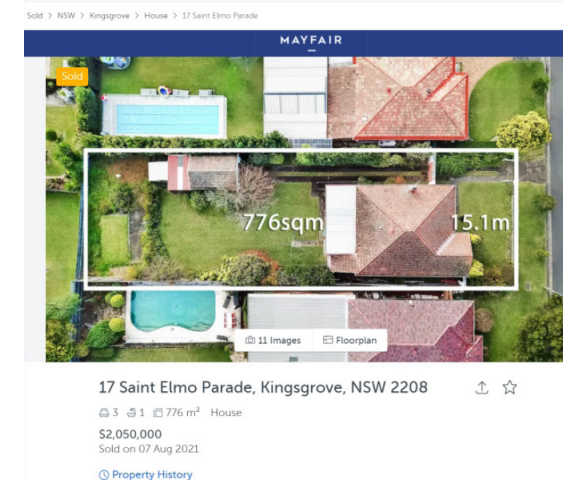 Sold > NSW > Kingsgrove > House > 17 Saint Elmo Parade
MAYFAIR
Sold
776sqm
15.1m
11 Images
Floorplan
17 Saint Elmo Parade, Kingsgrove, NSW 2208
3 1 776 m² House
$2,050,000
Sold on 07 Aug 2021
Property History